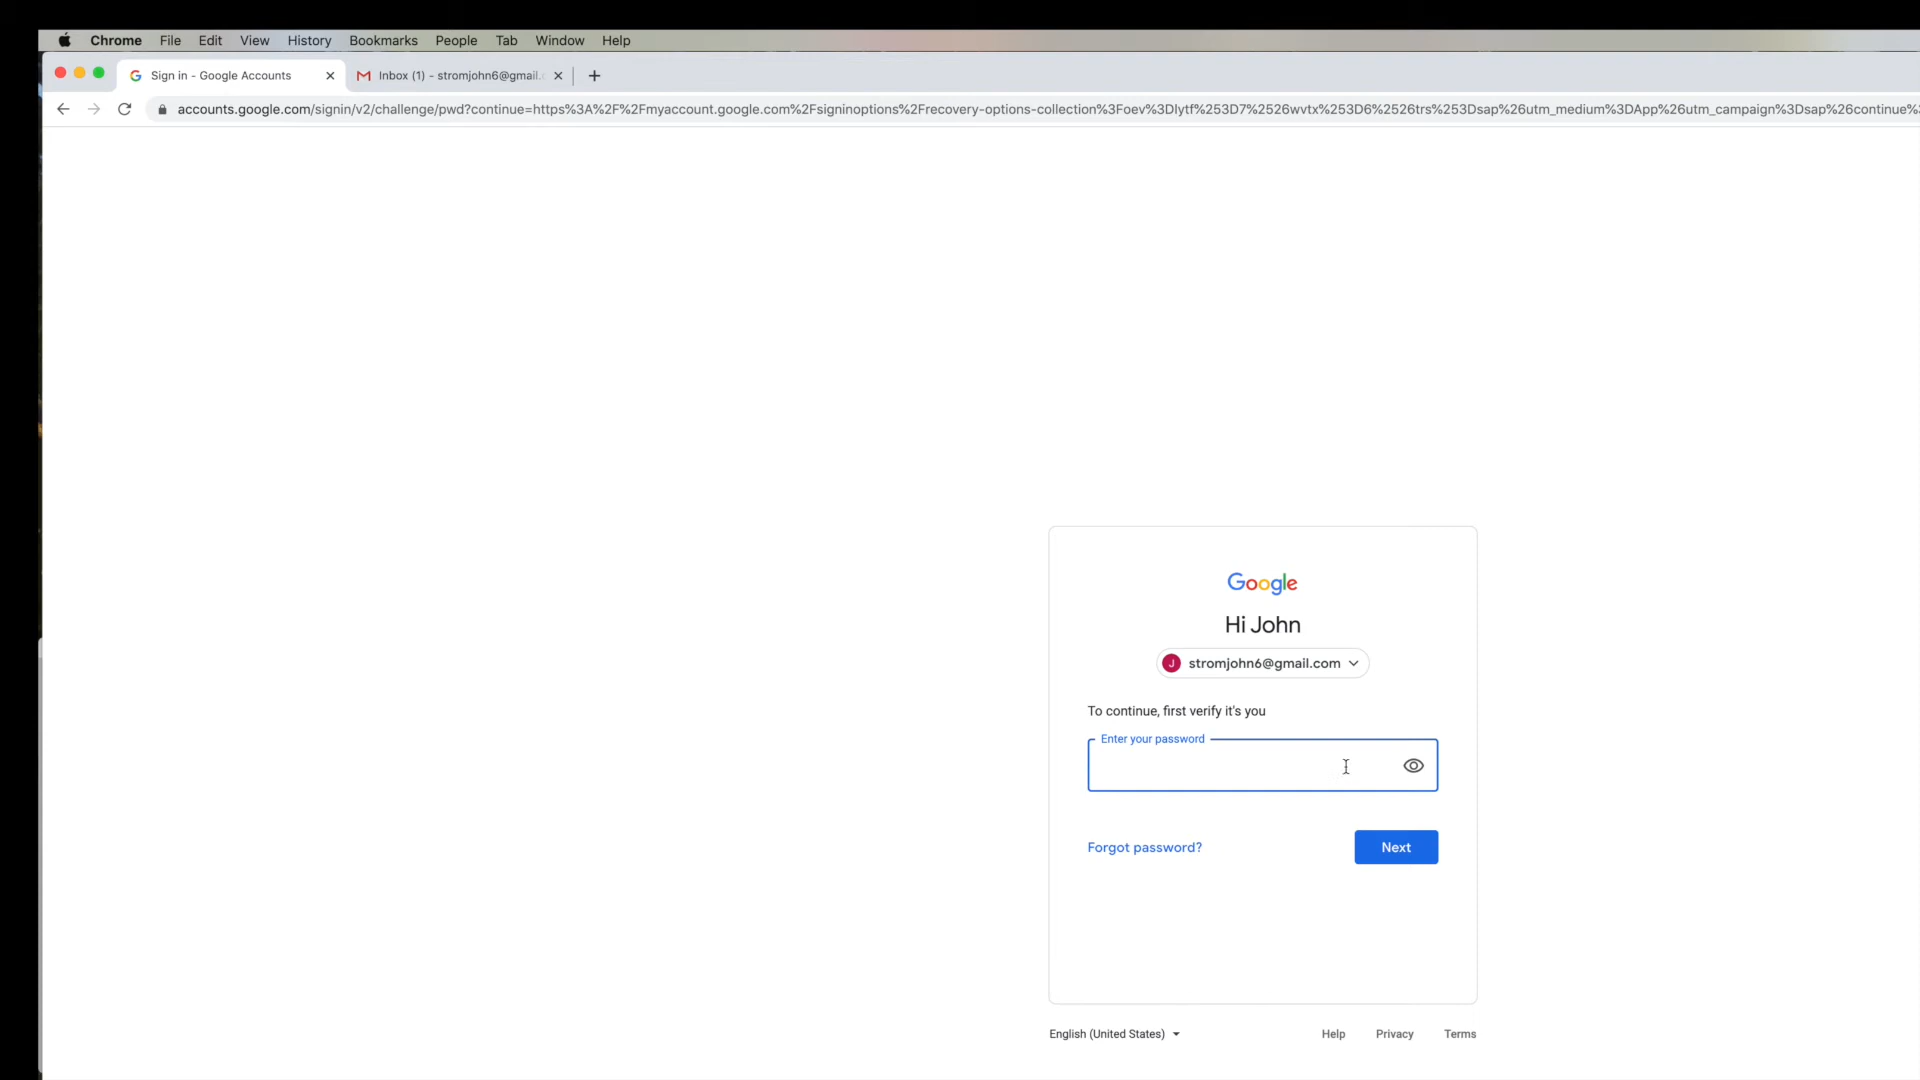 Chrome File Edit View History Bookmarks People Tab Window Help
Sign in - Google Accounts
Inbox (1) - stromjohn6@gmail.
accounts.google.com/signin/v2/challenge/pwd?continue=https%3A%2F%2Fmyaccount.google.com%2Fsigninoptions%2Frecovery-options-collection%3Foev%3Dlytf%253D7%2526wvtx%253D6%2526trs%253Dsap%26utm_medium%3DApp%26utm_campaign%3Dsap%26continue%
Google
Hi John
J stromjohn6@gmail.com
To continue, first verify it's you
Enter your password
Forgot password?
Next
English (United States)
Help Privacy Terms